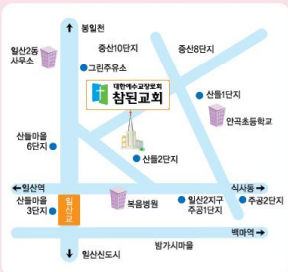 ↑ 봉일천
일산2동
사무소
중산10단지
중산8단지
그린주유소
대한예수교장로회
참된교회
산들1단지
안곡초등학교
산들마을
6단지
산들2단지
←일산역
식사동→
산들마을
3단지
일산교
복음병원
일산2지구
주공1단지
주공2단지
백마역→
밤가시마을
↓ 일산신도시